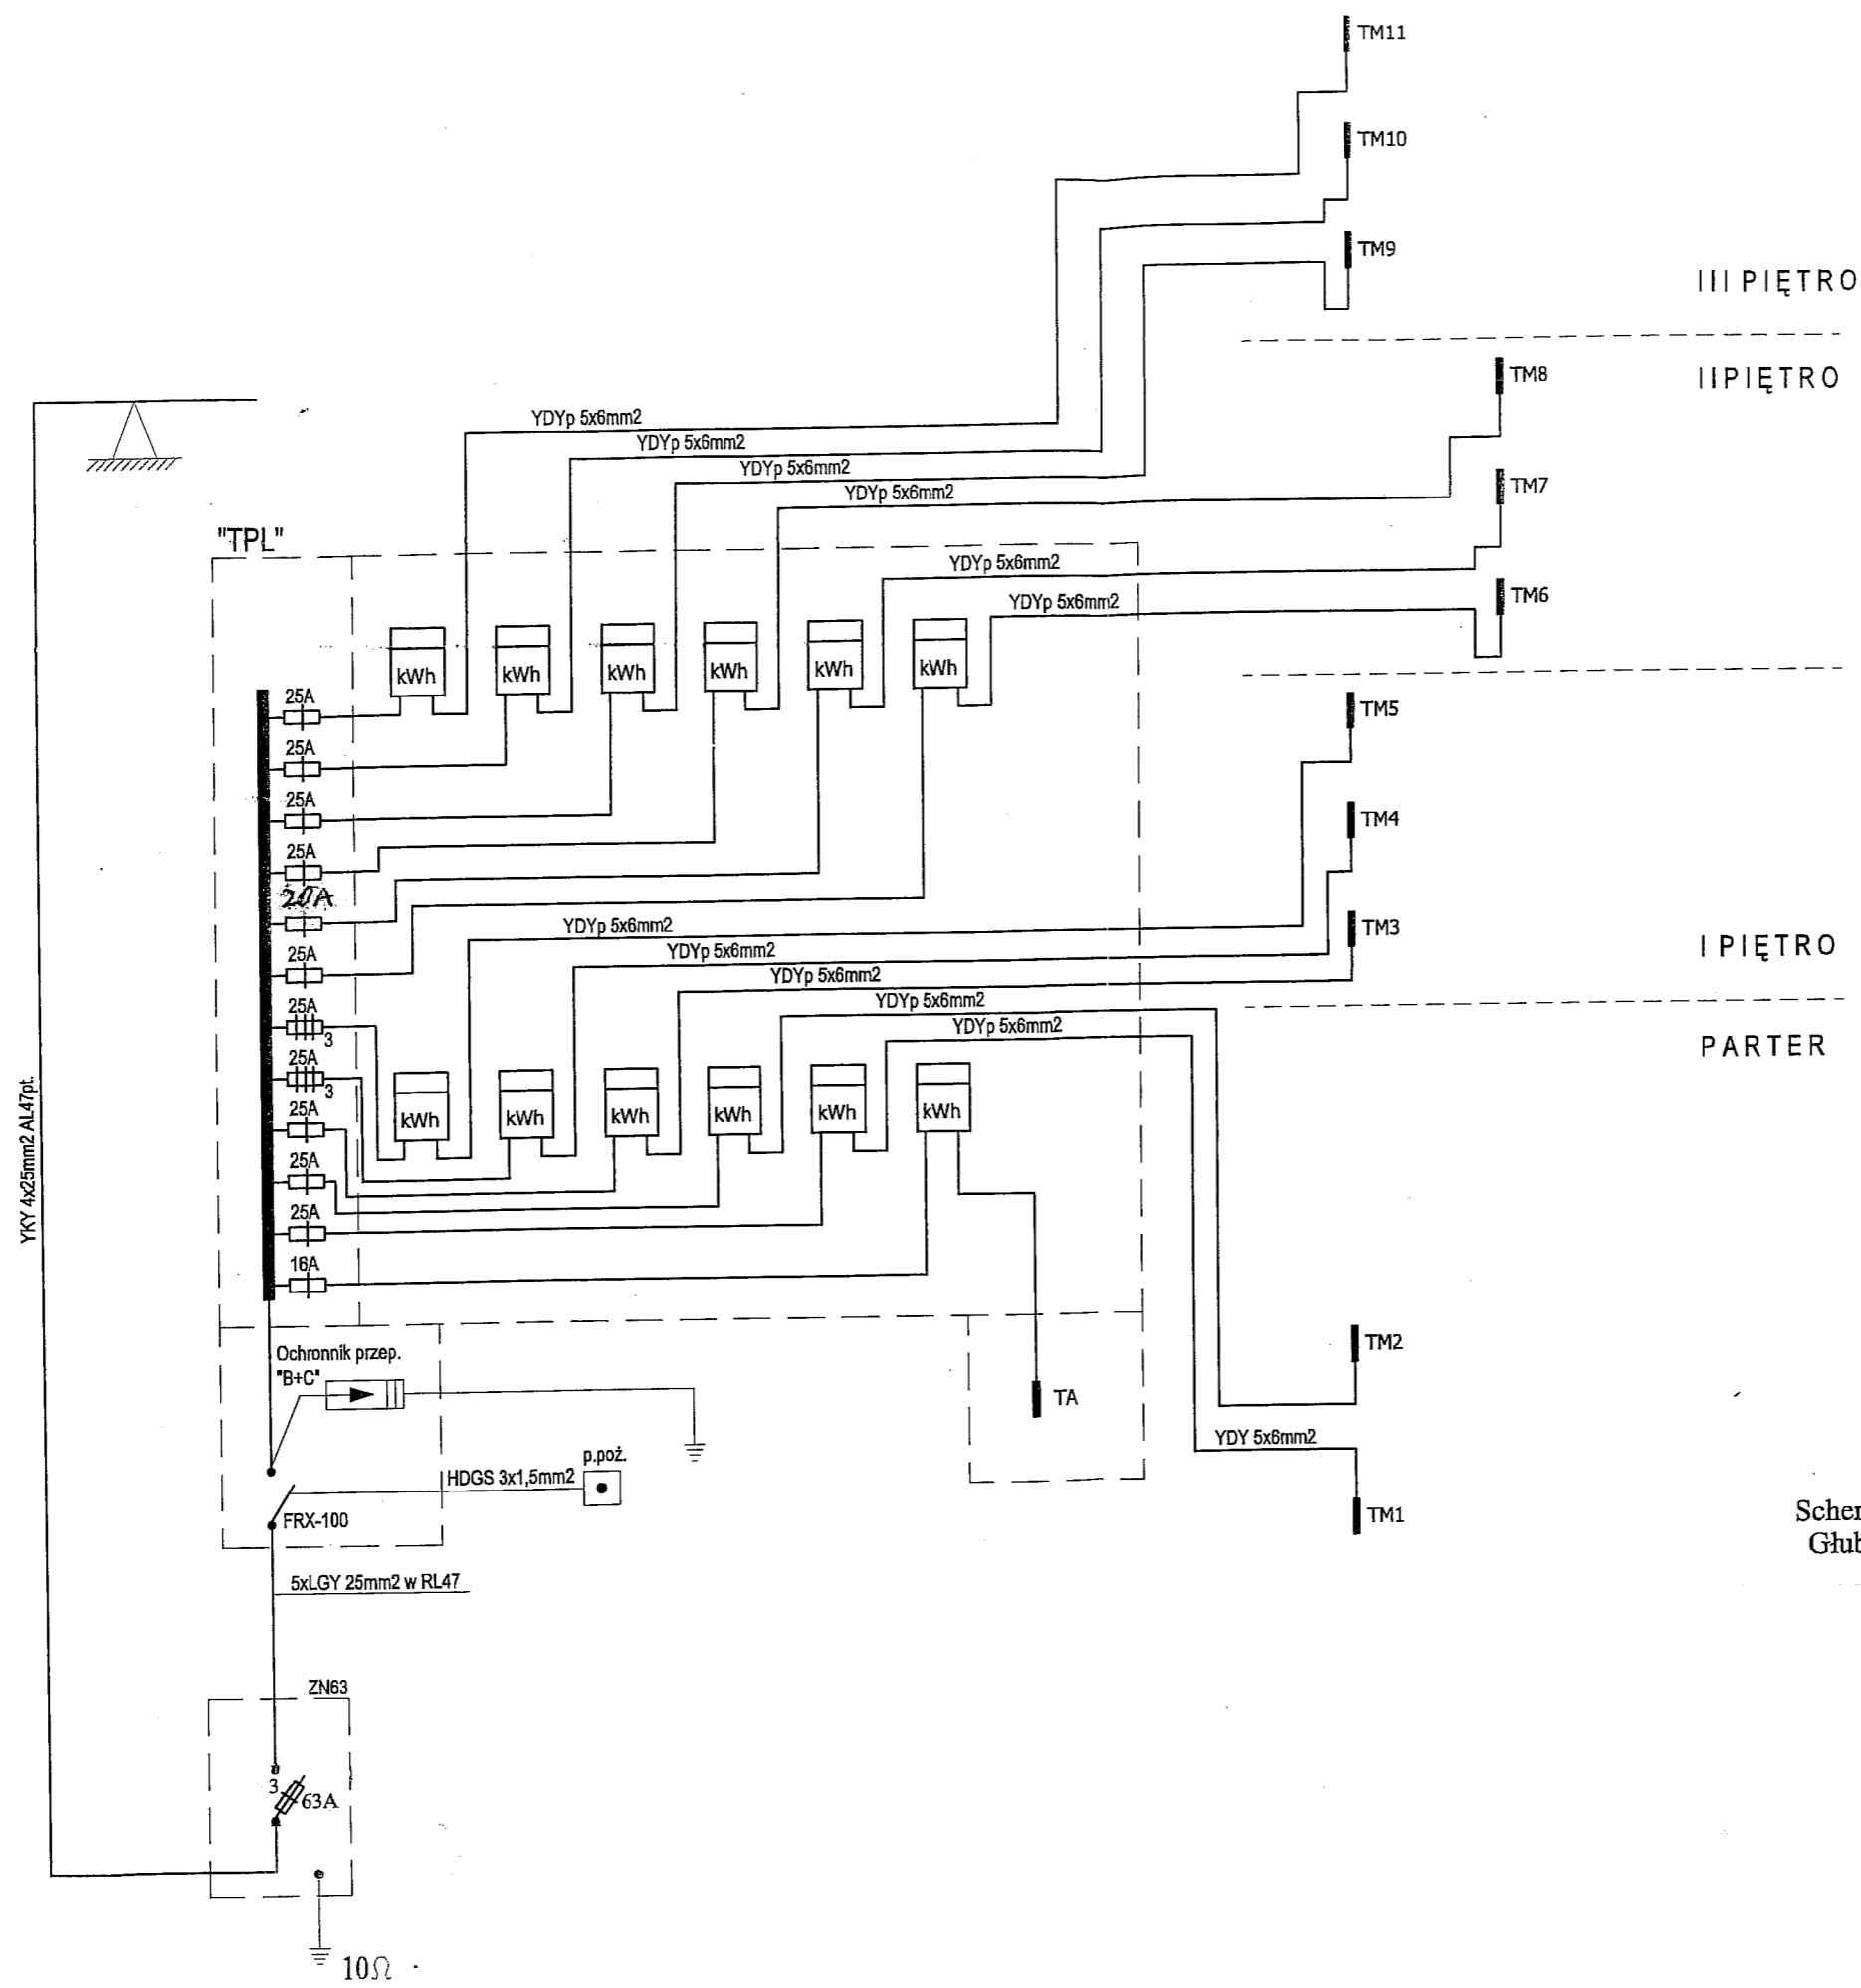 TM11
TM10
TM9
III PIĘTRO
TM8
IIPIĘTRO
YDYp 5x6mm2
YDYp 5x6mm2
YDYp 5x6mm2
YDYp 5x6mm2
TM7
"TPL"
YDYp 5x6mm2
YDYp 5x6mm2
TM6
kWh
kWh
kWh
kWh
kWh
kWh
25A
TM5
25A
25A
TM4
25A
20A
YDYp 5x6mm2
TM3
YDYp 5x6mm2
I PIĘTRO
25A
YDYp 5x6mm2
YDYp 5x6mm2
25A
3
YDYp 5x6mm2
PARTER
25A
3
kWh
kWh
kWh
kWh
kWh
kWh
25A
YKY 4x25mm2 AL47pt.
25A
25A
16A
Ochronnik przep.
"B+C"
TM2
TA
YDY 5x6mm2
p.poż.
HDGS 3x1,5mm2
FRX-100
TM1
Scher
Głub
5xLGY 25mm2 w RL47
ZN63
3
63A
10Ω